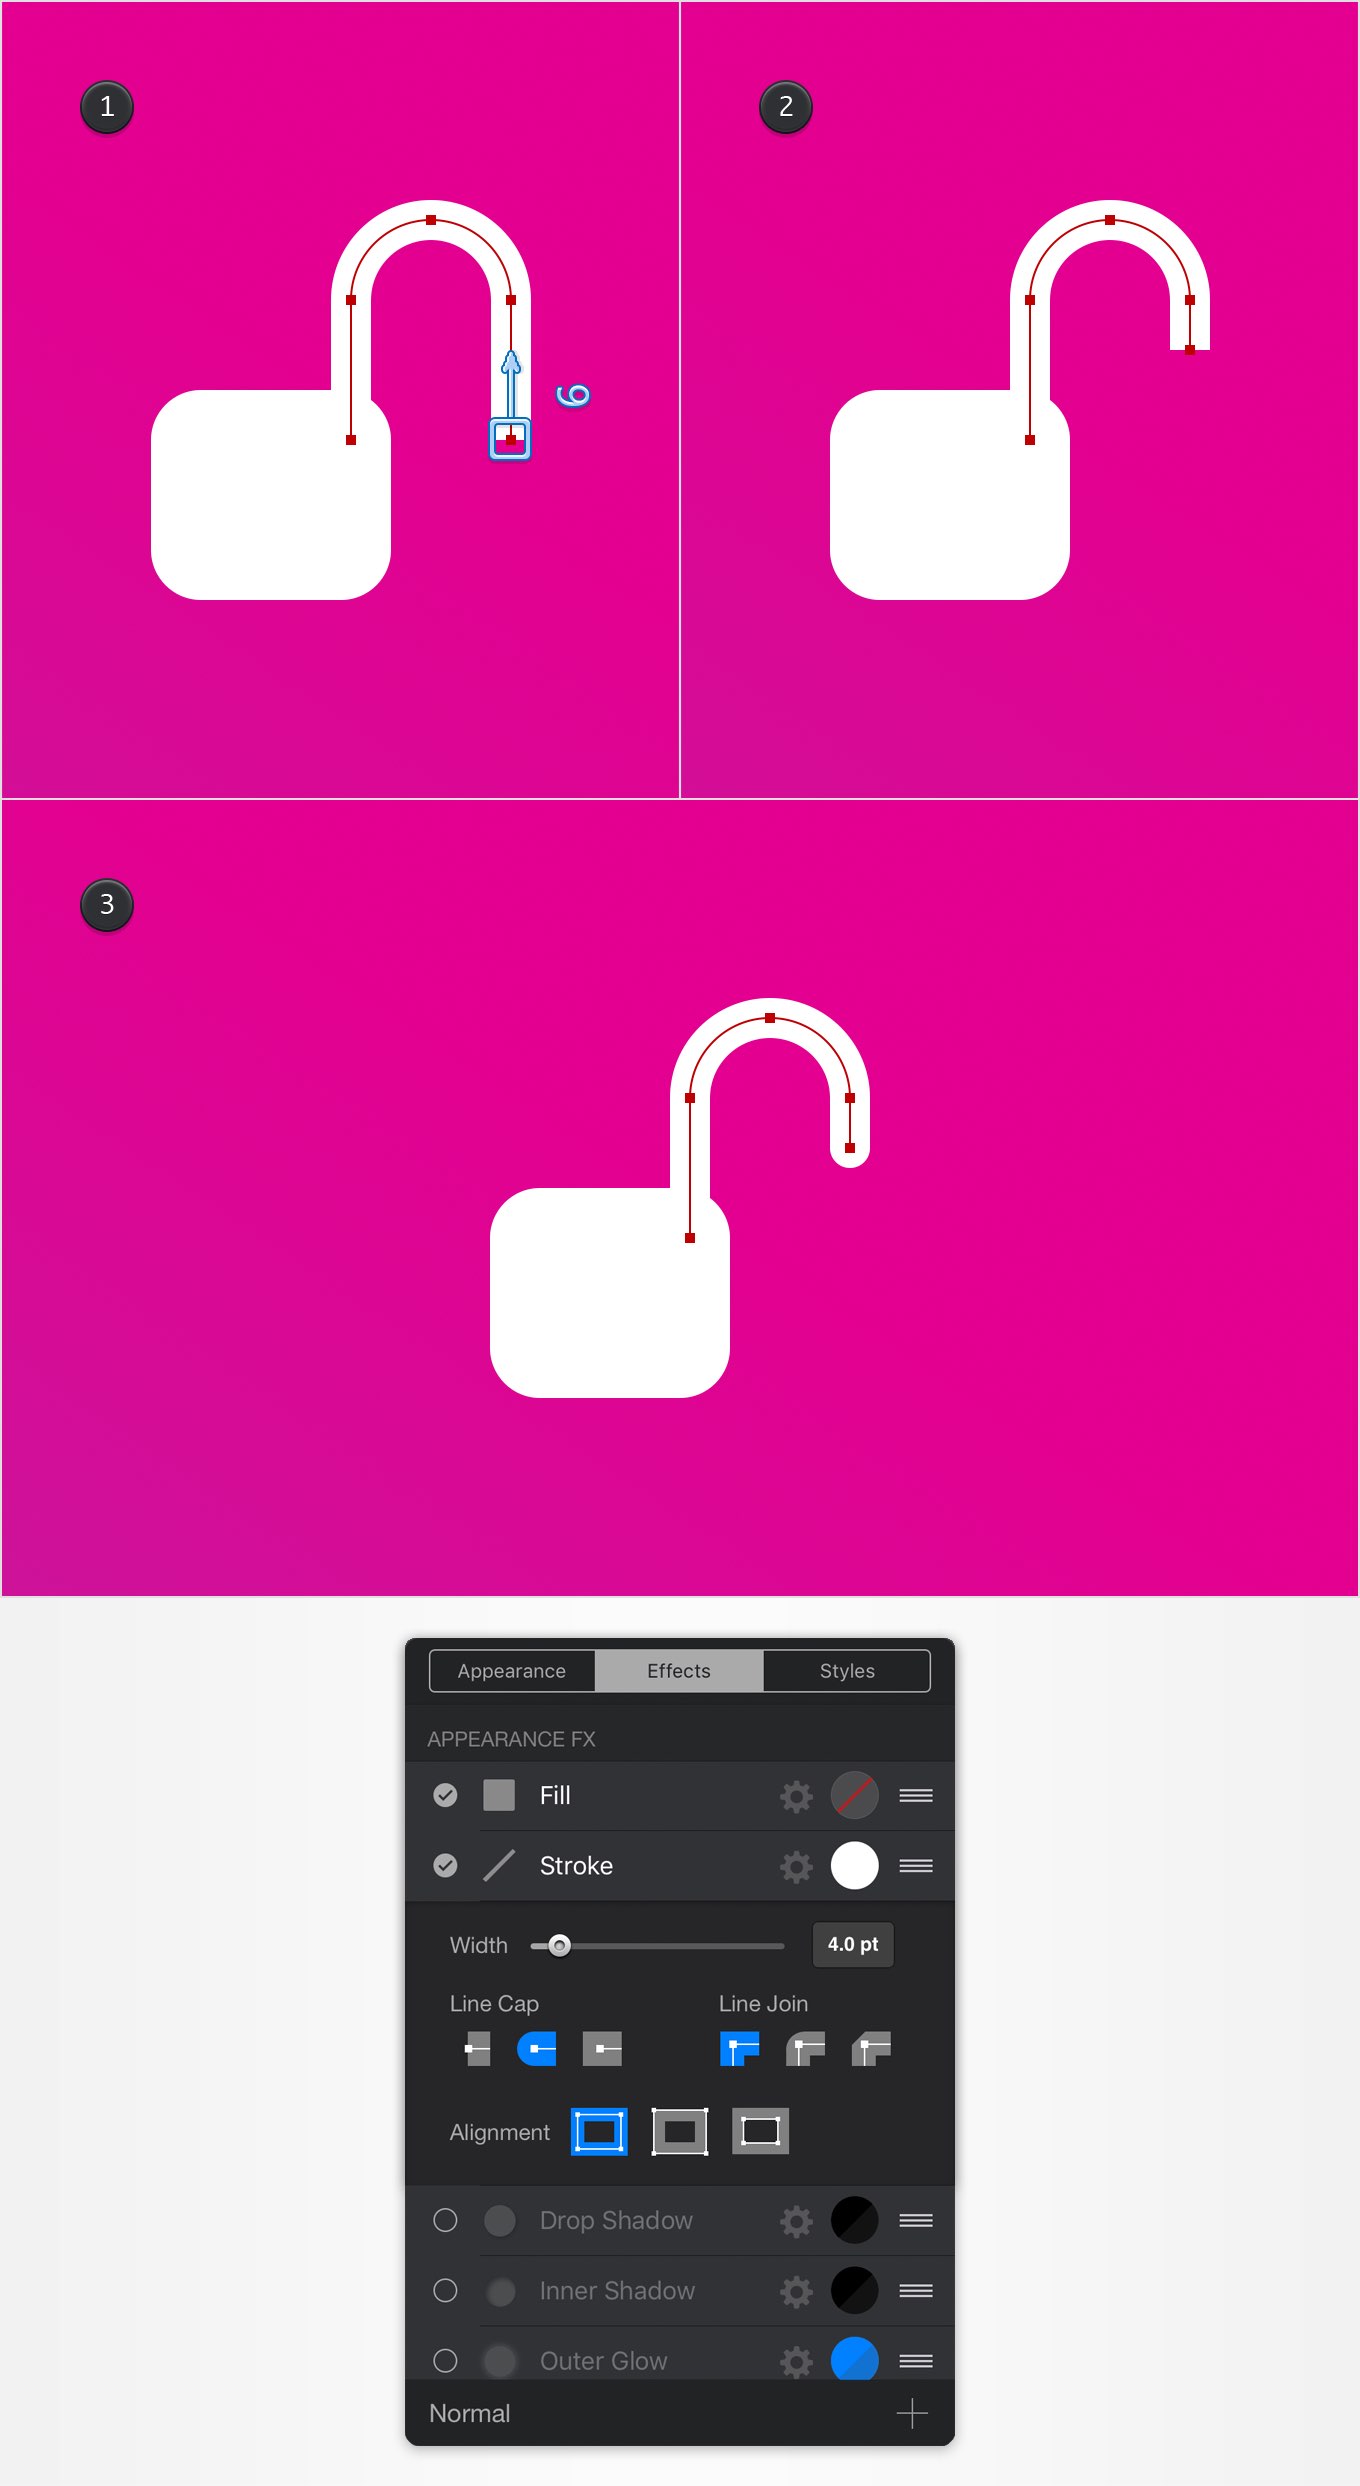 1
2
9
3
Appearance Effects Styles
APPEARANCE FX
Fill
Stroke
Width 4.0 pt
Line Cap Line Join
Alignment
Drop Shadow
Inner Shadow
Outer Glow
Normal